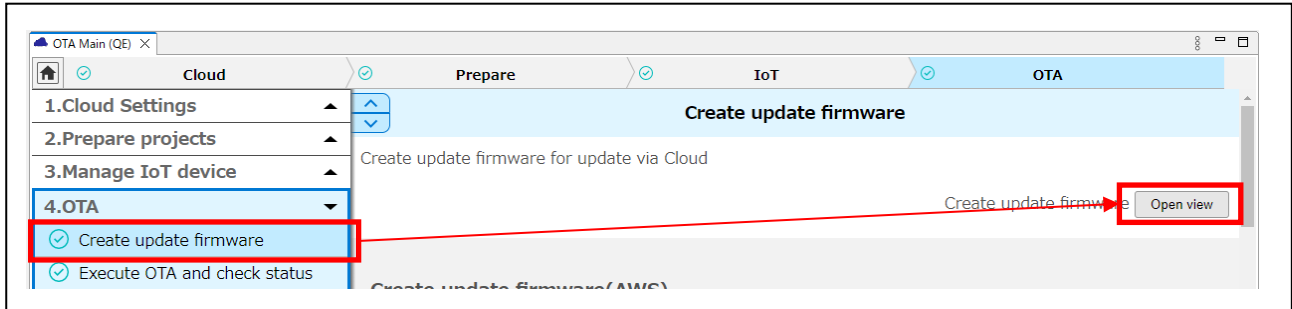 OTA Main (QE)
Cloud Prepare IoT OTA
1.Cloud Settings
2.Prepare projects
3.Manage IoT device
4.OTA
Create update firmware
Execute OTA and check status
Create update firmware
Create update firmware for update via Cloud
Create update firmware Open view
Create update firmware(AWS)